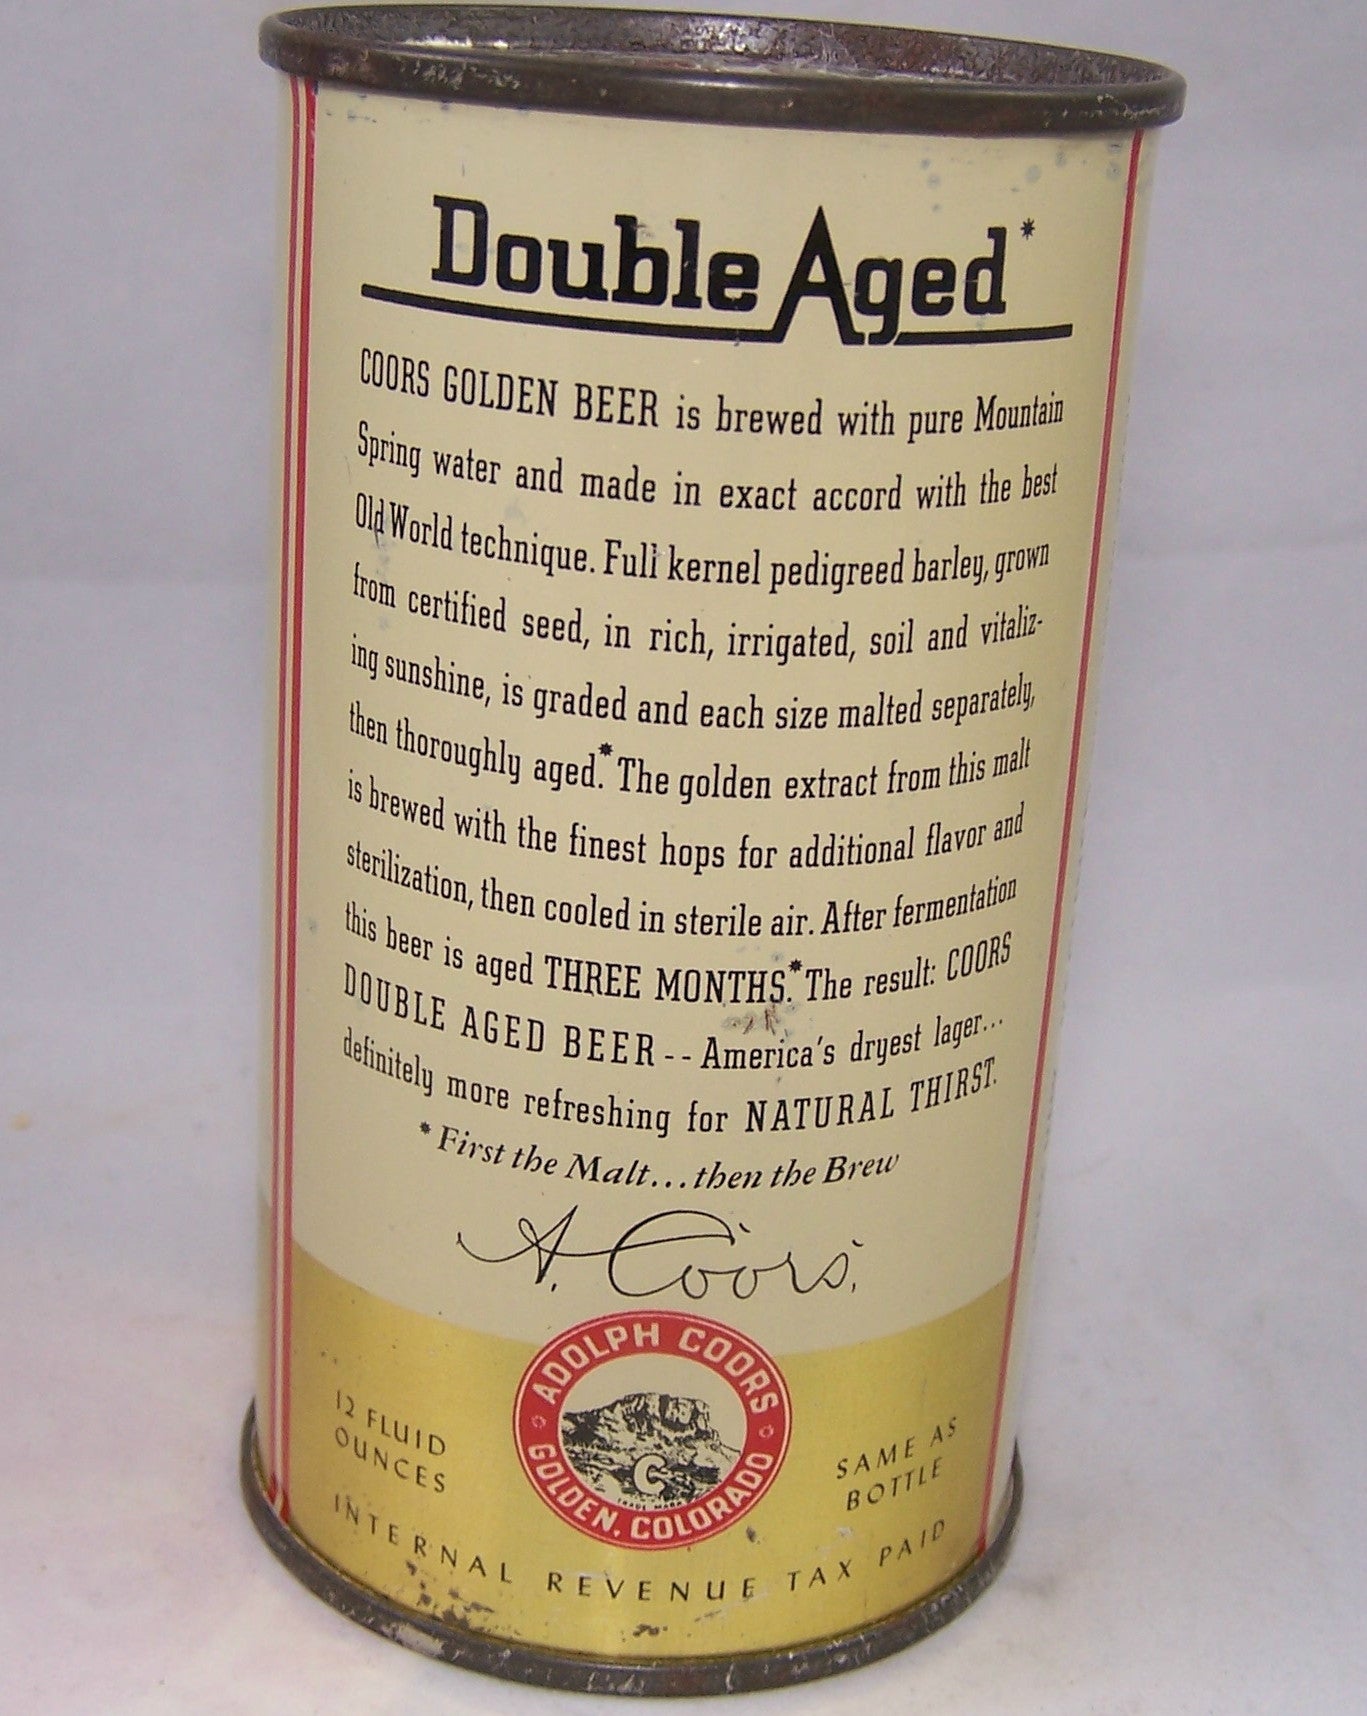 Double Aged*
COORS GOLDEN BEER is brewed with pure Mountain
Spring water and made in exact accord with the best
Old World technique. Full kernel pedigreed barley, grown
from certified seed, in rich, irrigated, soil and vitaliz-
ing sunshine, is graded and each size malted separately,
then thoroughly aged.* The golden extract from this malt
is brewed with the finest hops for additional flavor and
sterilization, then cooled in sterile air. After fermentation
this beer is aged THREE MONTHS.* The result: COORS
DOUBLE AGED BEER -- America's dryest lager...
definitely more refreshing for NATURAL THIRST.
* First the Malt...then the Brew
A. Coors.
ADOLPH COORS
C
TRADE MARK
GOLDEN, COLORADO
12 FLUID
OUNCES
SAME AS
BOTTLE
INTERNAL REVENUE TAX PAID